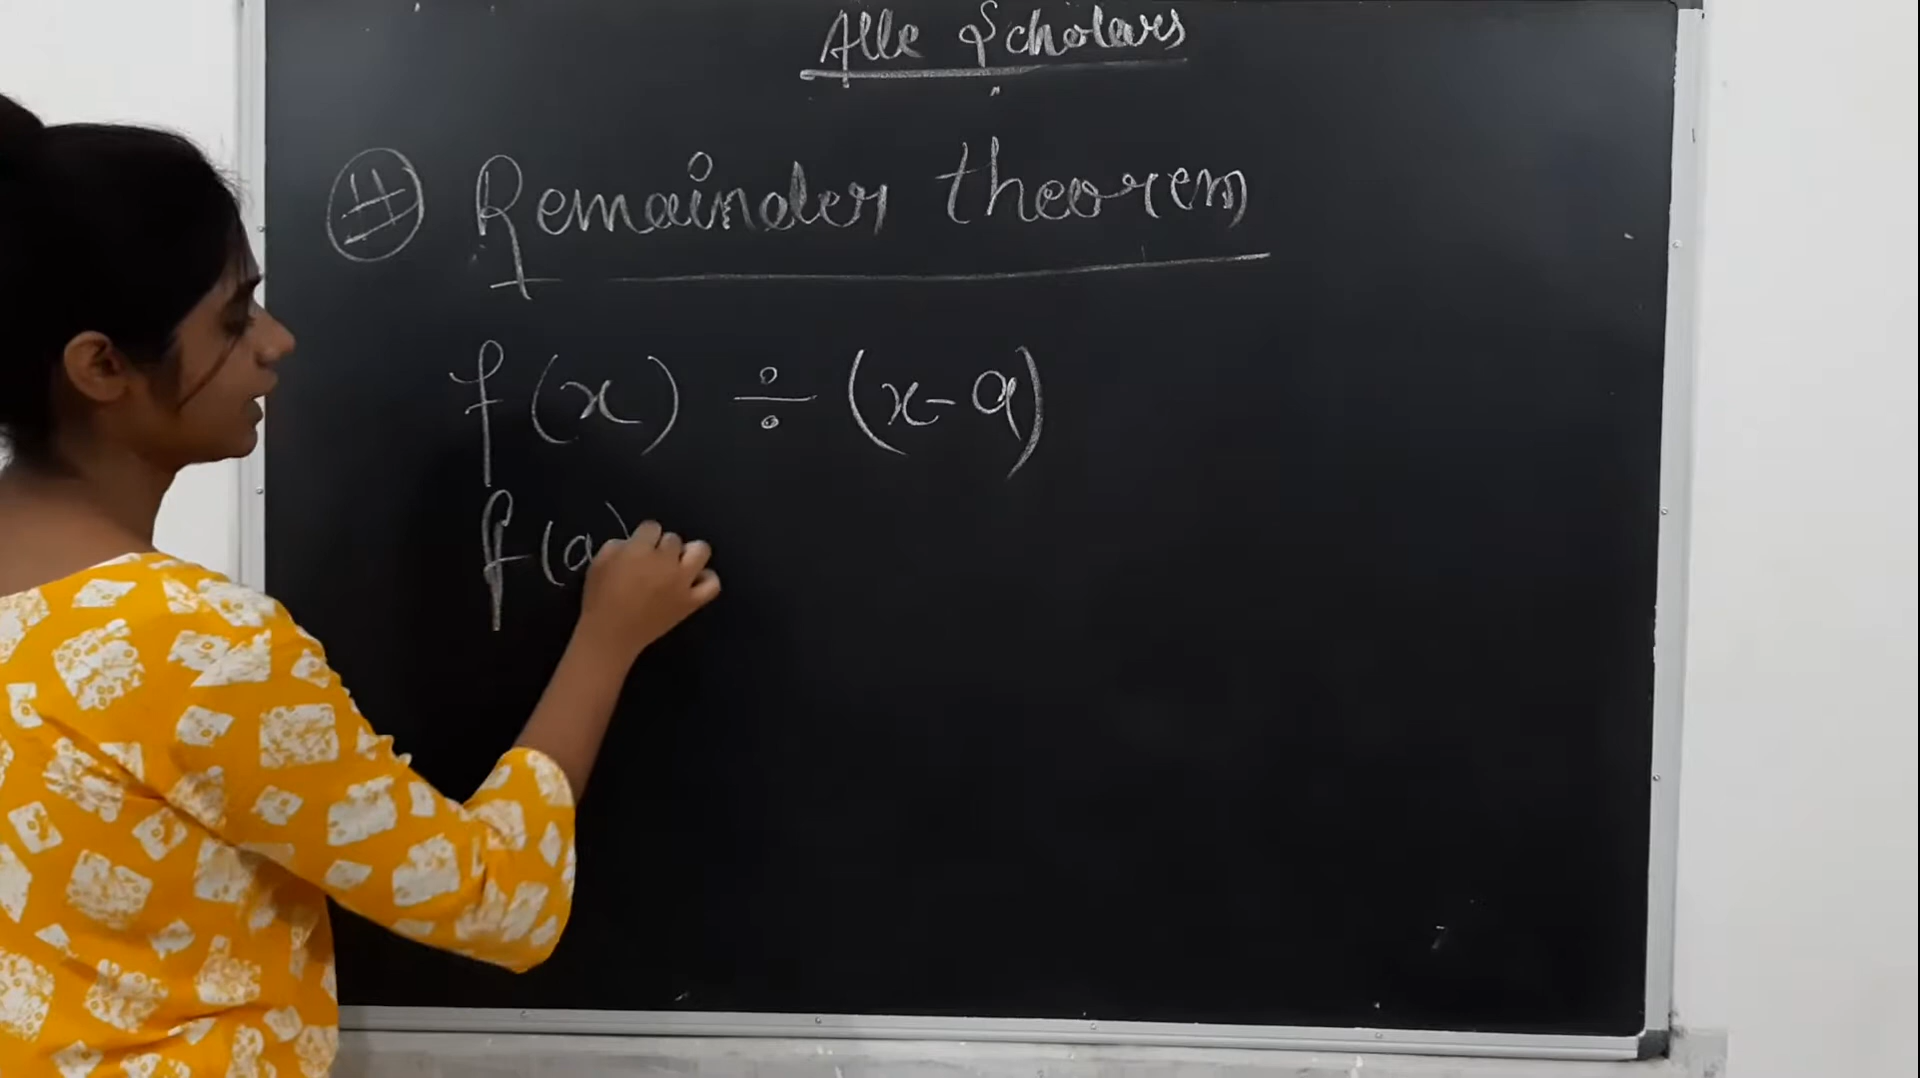 Alle Scholars
# Remainder theorem
f(x) ÷ (x-a)
f(a)